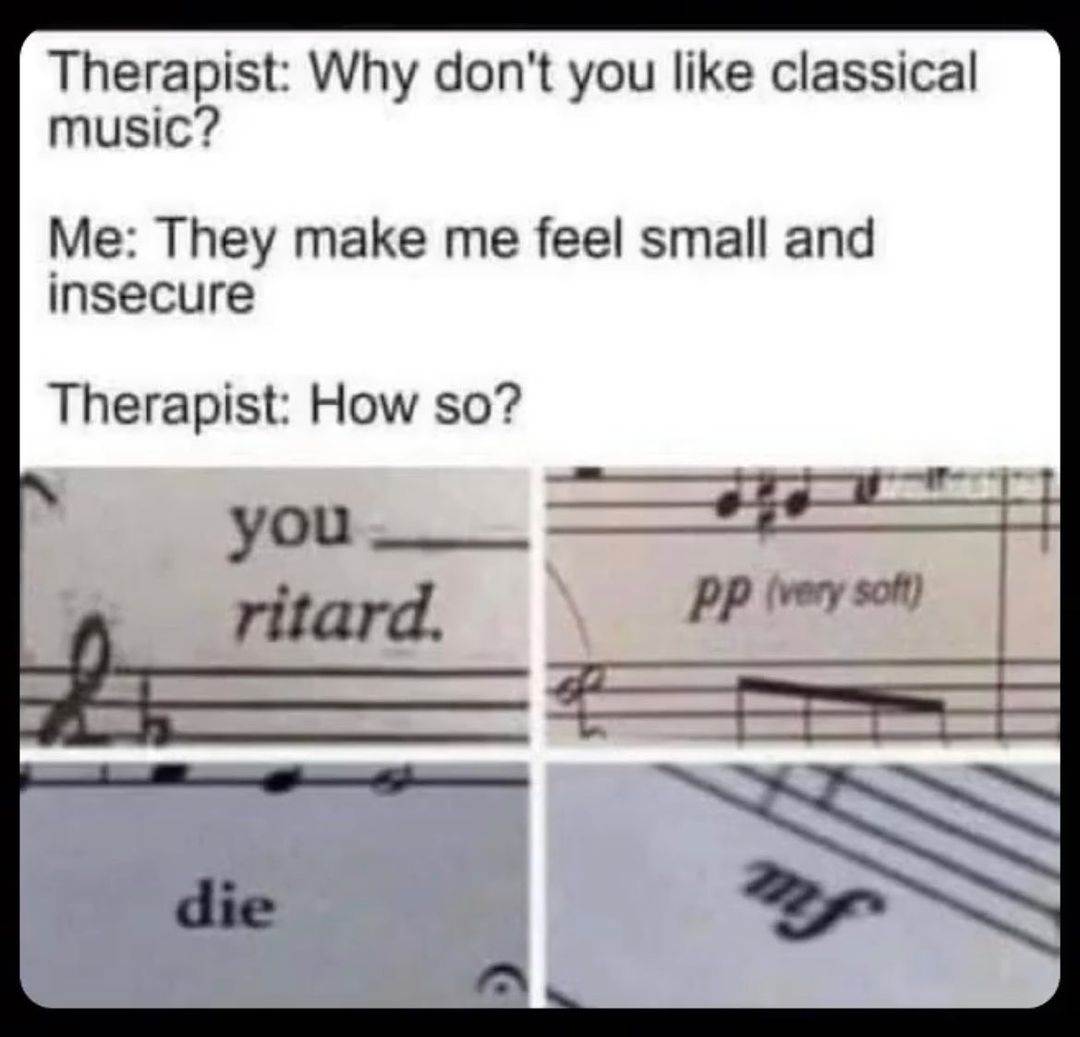 Therapist: Why don't you like classical
music?
Me: They make me feel small and
insecure
Therapist: How so?
you
ritard.
pp (very soft)
die
mf